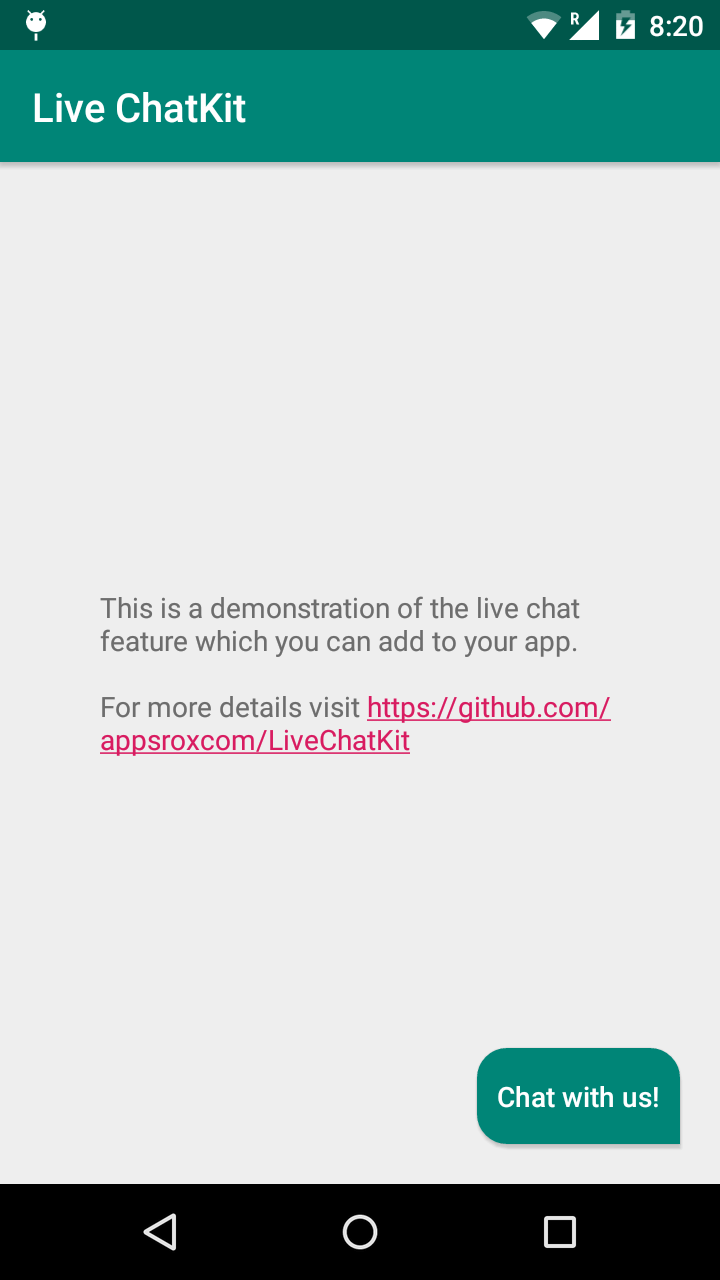 R 8:20
Live ChatKit
This is a demonstration of the live chat
feature which you can add to your app.
For more details visit https://github.com/
appsroxcom/LiveChatKit
Chat with us!